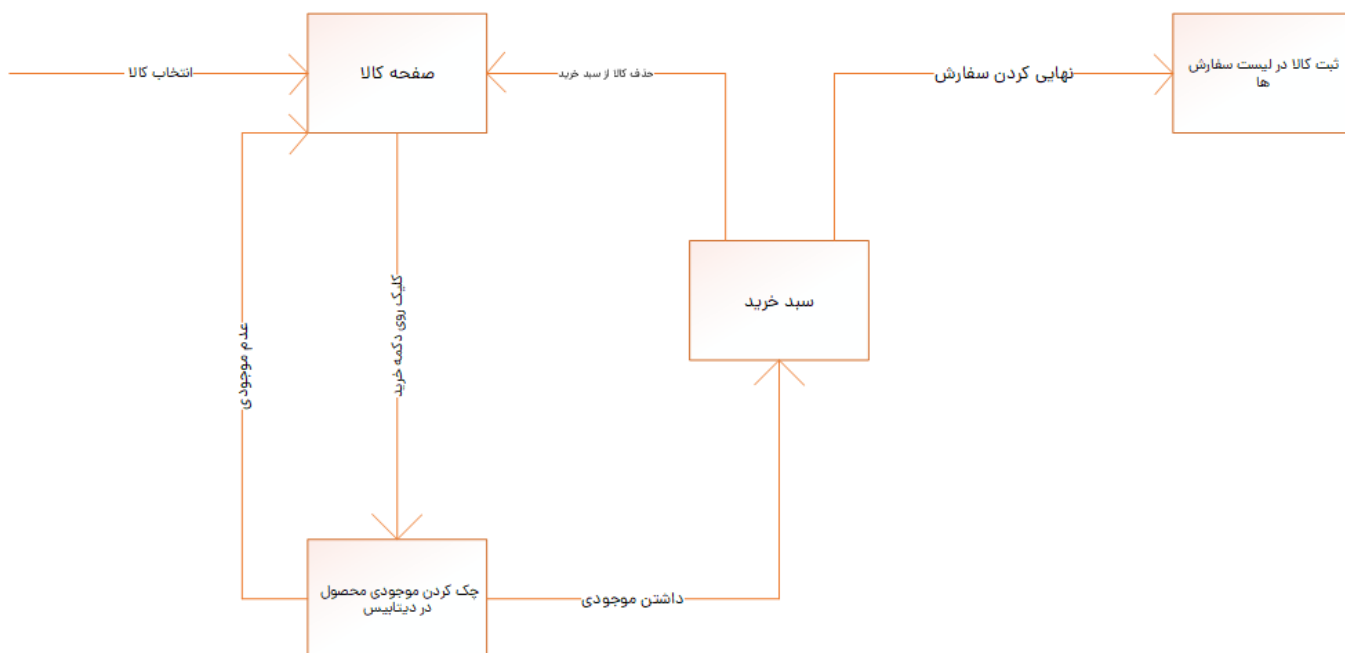 انتخاب کالا
صفحه کالا
حذف کالا از سبد خرید
نهایی کردن سفارش
ثبت کالا در لیست سفارش
ها
کلیک روی دکمه خرید
عدم موجودی
سبد خرید
چک کردن موجودی محصول
در دیتابیس
داشتن موجودی